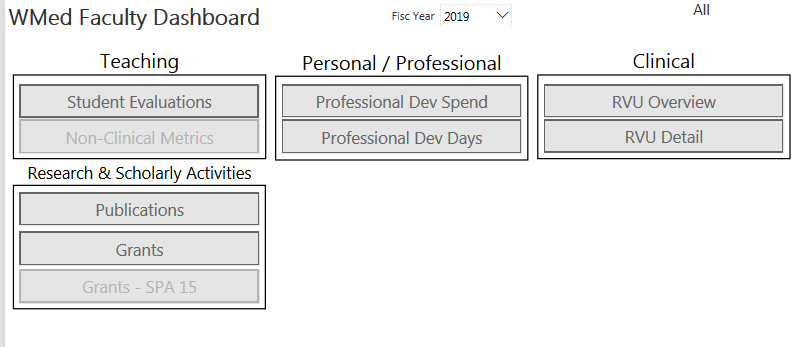 WMed Faculty Dashboard
Fisc Year 2019
All
Teaching
Student Evaluations
Non-Clinical Metrics
Personal / Professional
Professional Dev Spend
Professional Dev Days
Clinical
RVU Overview
RVU Detail
Research & Scholarly Activities
Publications
Grants
Grants - SPA 15